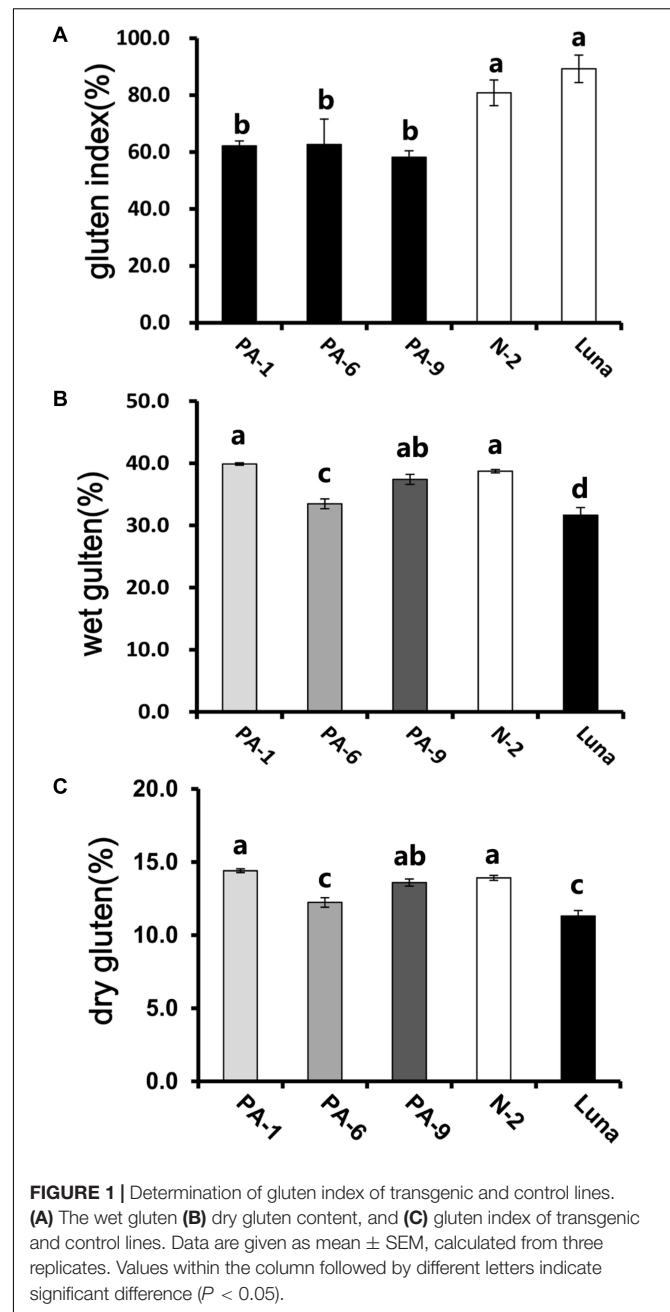 A
gluten index(%)
100.0
80.0
60.0
40.0
20.0
0.0
b
b
b
a
a
PA-1
PA-6
PA-9
N-2
Luna
B
wet gulten(%)
50.0
40.0
30.0
20.0
10.0
0.0
a
c
ab
a
d
PA-1
PA-6
PA-9
N-2
Luna
C
dry gluten(%)
20.0
15.0
10.0
5.0
0.0
a
c
ab
a
c
PA-1
PA-6
PA-9
N-2
Luna
FIGURE 1 | Determination of gluten index of transgenic and control lines.
(A) The wet gluten (B) dry gluten content, and (C) gluten index of transgenic
and control lines. Data are given as mean ± SEM, calculated from three
replicates. Values within the column followed by different letters indicate
significant difference (P < 0.05).